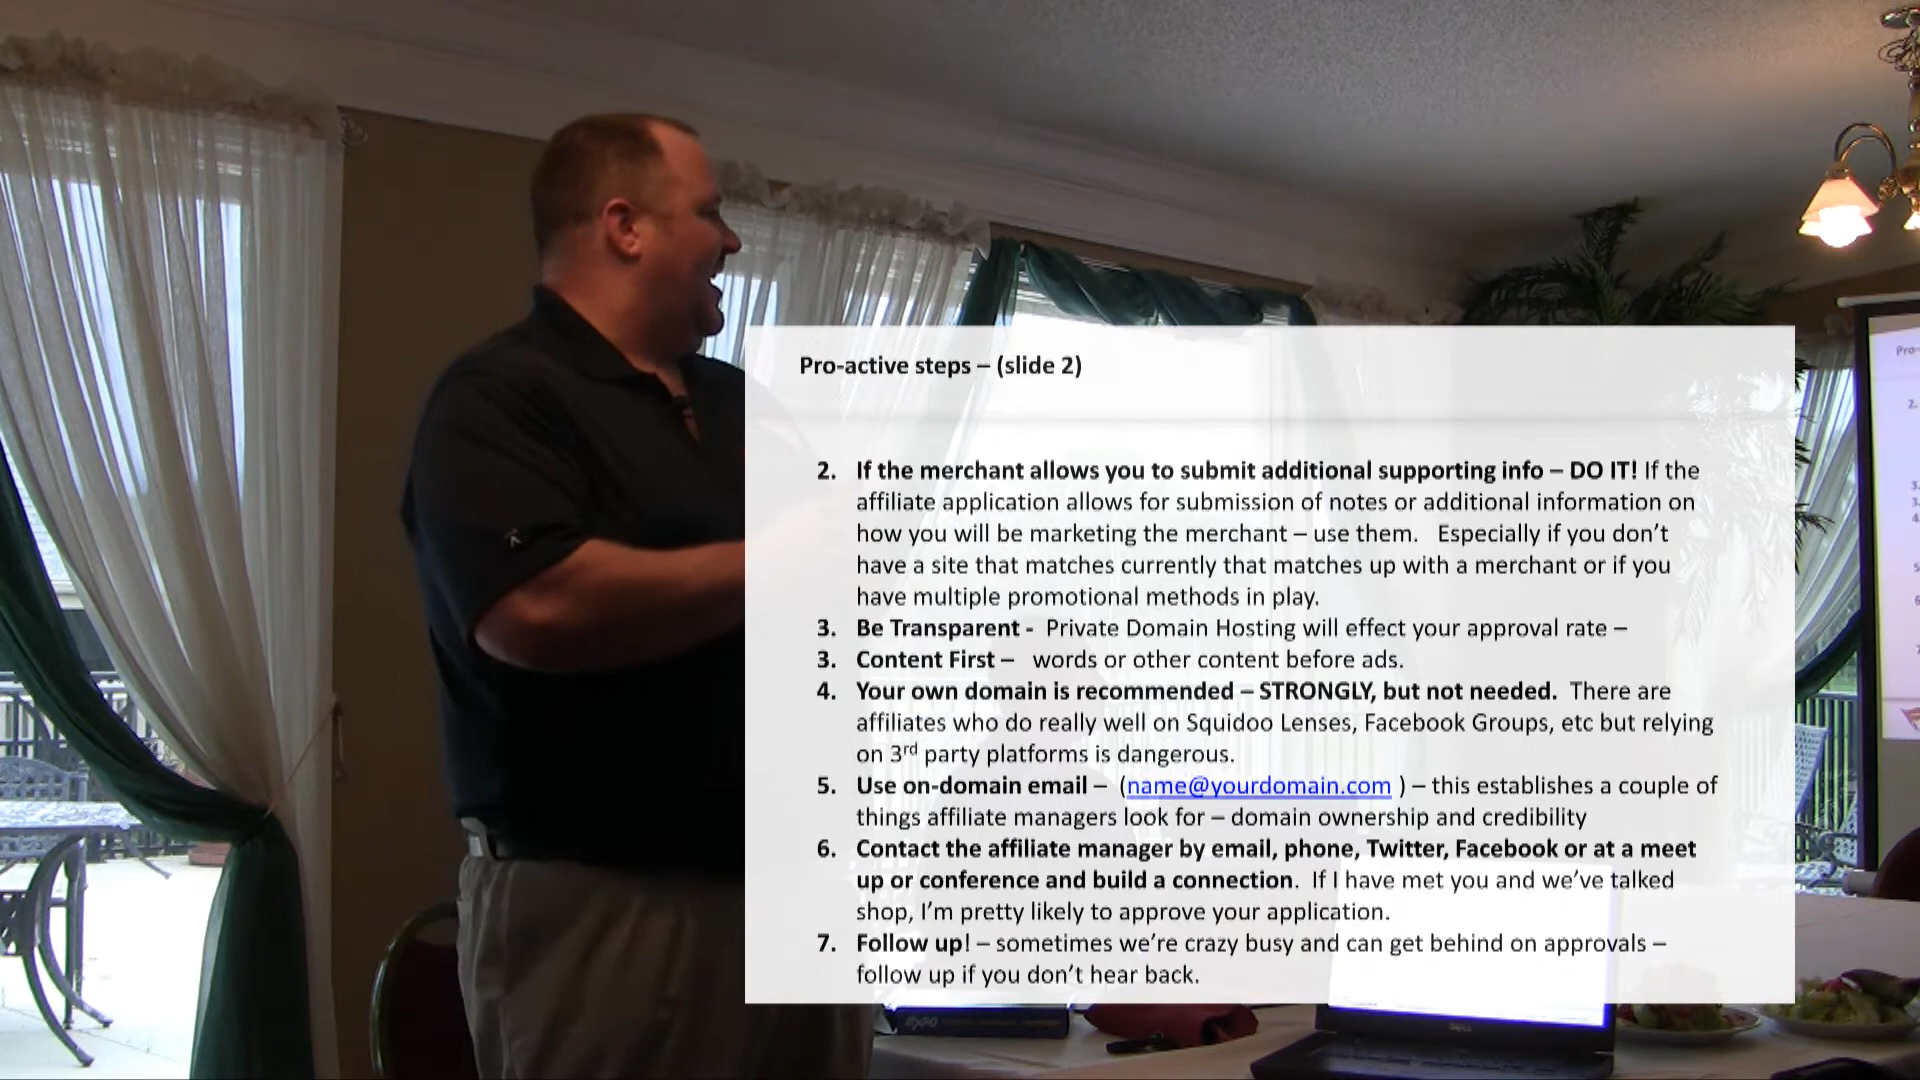 Pro-active steps – (slide 2)
2. If the merchant allows you to submit additional supporting info – DO IT! If the
affiliate application allows for submission of notes or additional information on
how you will be marketing the merchant – use them. Especially if you don’t
have a site that matches currently that matches up with a merchant or if you
have multiple promotional methods in play.
3. Be Transparent - Private Domain Hosting will effect your approval rate –
3. Content First – words or other content before ads.
4. Your own domain is recommended – STRONGLY, but not needed. There are
affiliates who do really well on Squidoo Lenses, Facebook Groups, etc but relying
on 3rd party platforms is dangerous.
5. Use on-domain email – (name@yourdomain.com ) – this establishes a couple of
things affiliate managers look for – domain ownership and credibility
6. Contact the affiliate manager by email, phone, Twitter, Facebook or at a meet
up or conference and build a connection. If I have met you and we’ve talked
shop, I’m pretty likely to approve your application.
7. Follow up! – sometimes we’re crazy busy and can get behind on approvals –
follow up if you don’t hear back.
EXPO
DELL
Pro-
2.
3.
3.
4.
5
6